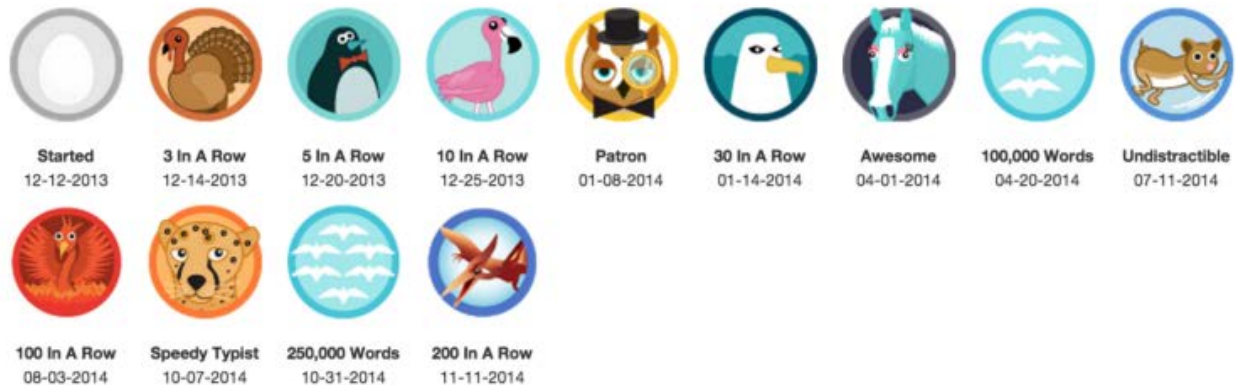 Started
12-12-2013
3 In A Row
12-14-2013
5 In A Row
12-20-2013
10 In A Row
12-25-2013
Patron
01-08-2014
30 In A Row
01-14-2014
Awesome
04-01-2014
100,000 Words
04-20-2014
Undistractible
07-11-2014
100 In A Row
08-03-2014
Speedy Typist
10-07-2014
250,000 Words
10-31-2014
200 In A Row
11-11-2014